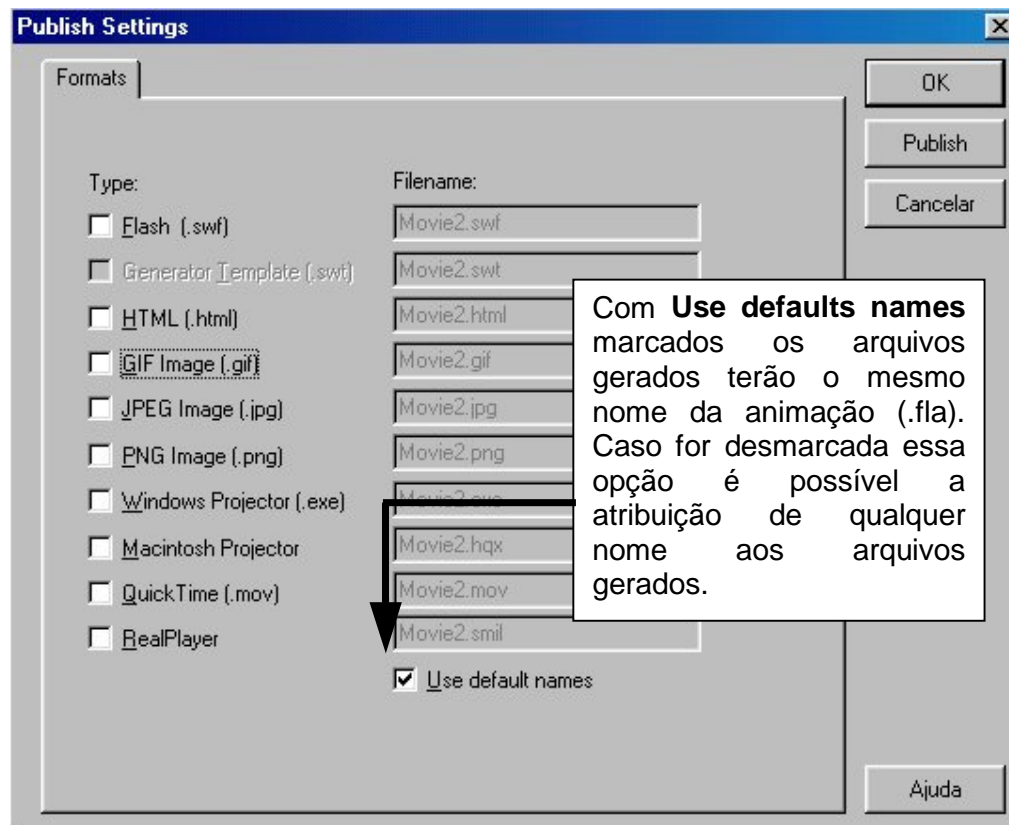 Publish Settings
Formats
OK
Publish
Cancelar
Type:
Filename:
Flash (.swf)
Movie2.swf
Generator Template (.swt)
Movie2.swt
HTML (.html)
Movie2.html
GIF Image (.gif)
Movie2.gif
JPEG Image (.jpg)
Movie2.jpg
PNG Image (.png)
Movie2.png
Windows Projector (.exe)
Macintosh Projector
Movie2.hqx
QuickTime (.mov)
Movie2.mov
RealPlayer
Movie2.smil
Use default names
Com Use defaults names
marcados os arquivos
gerados terão o mesmo
nome da animação (.fla).
Caso for desmarcada essa
opção é possível a
atribuição de qualquer
nome aos arquivos
gerados.
Ajuda